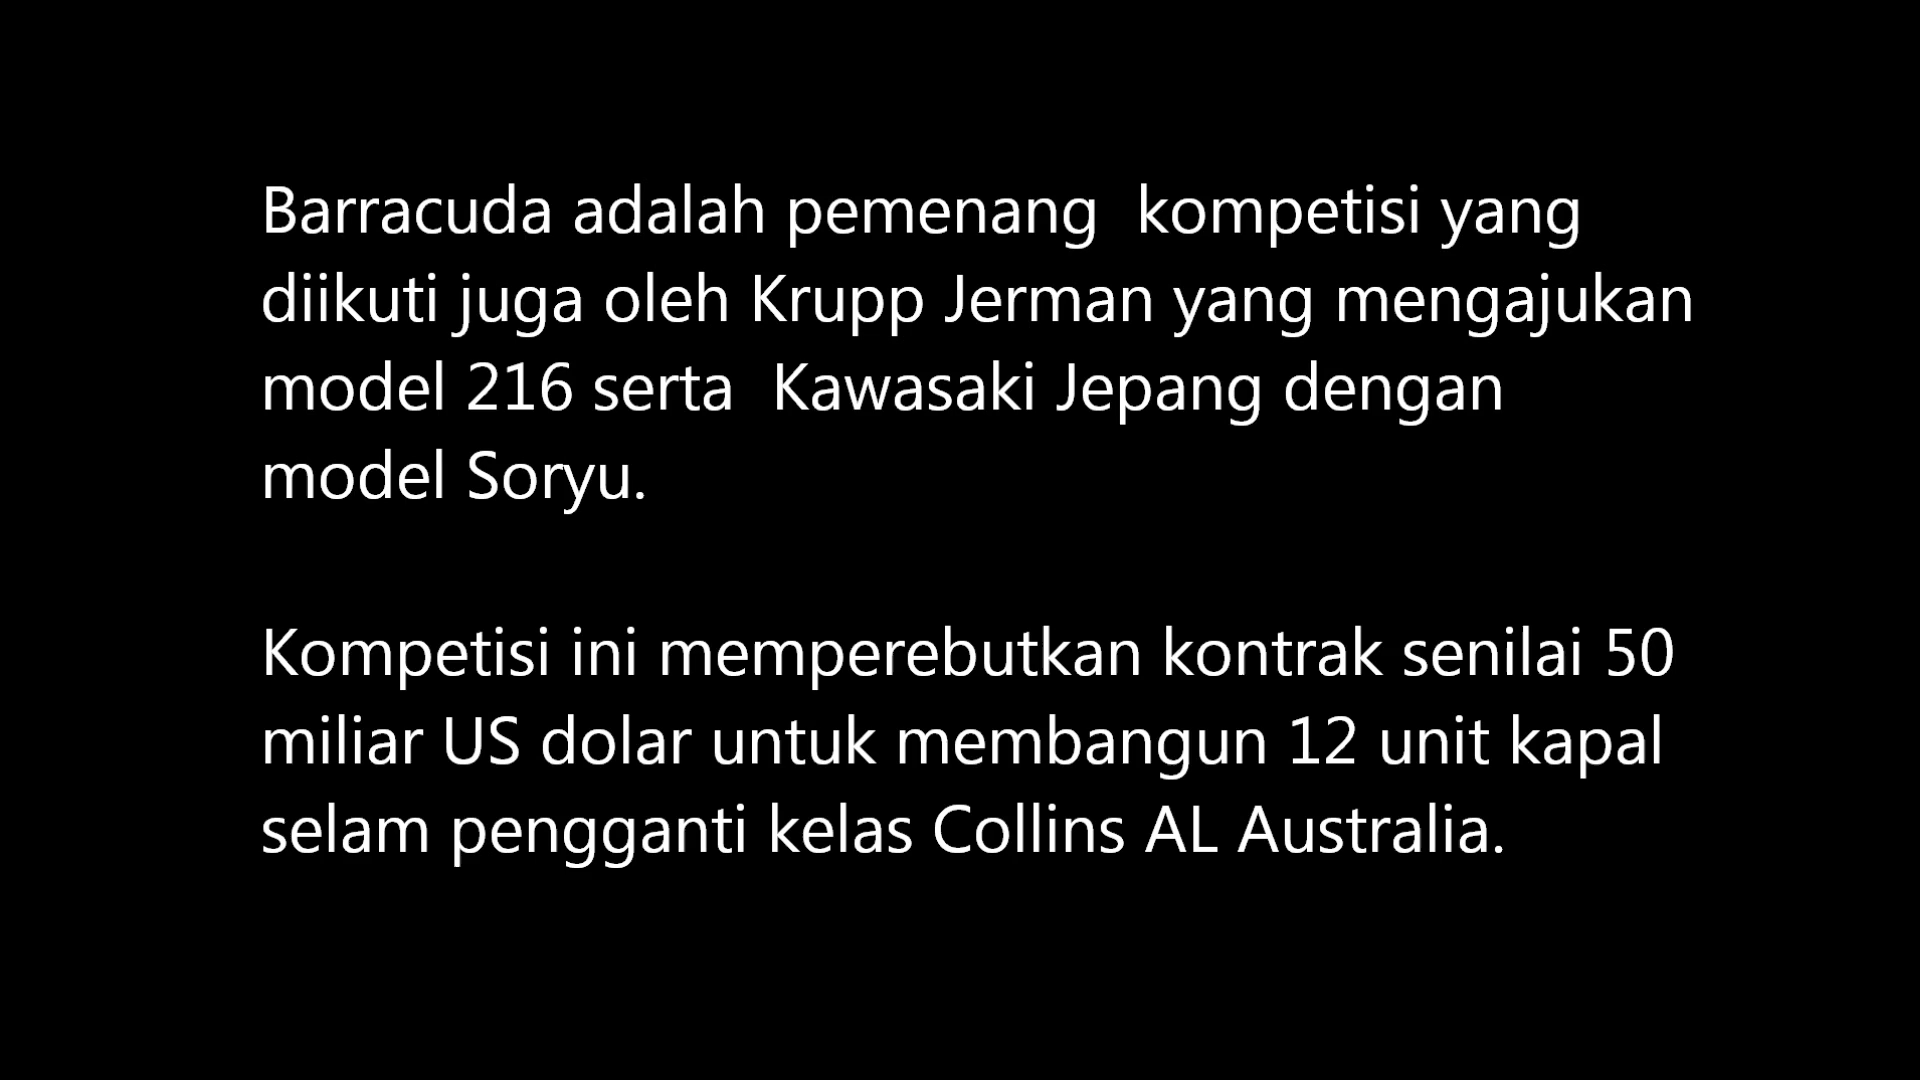 Barracuda adalah pemenang  kompetisi yang
diikuti juga oleh Krupp Jerman yang mengajukan
model 216 serta  Kawasaki Jepang dengan
model Soryu.
Kompetisi ini memperebutkan kontrak senilai 50
miliar US dolar untuk membangun 12 unit kapal
selam pengganti kelas Collins AL Australia.